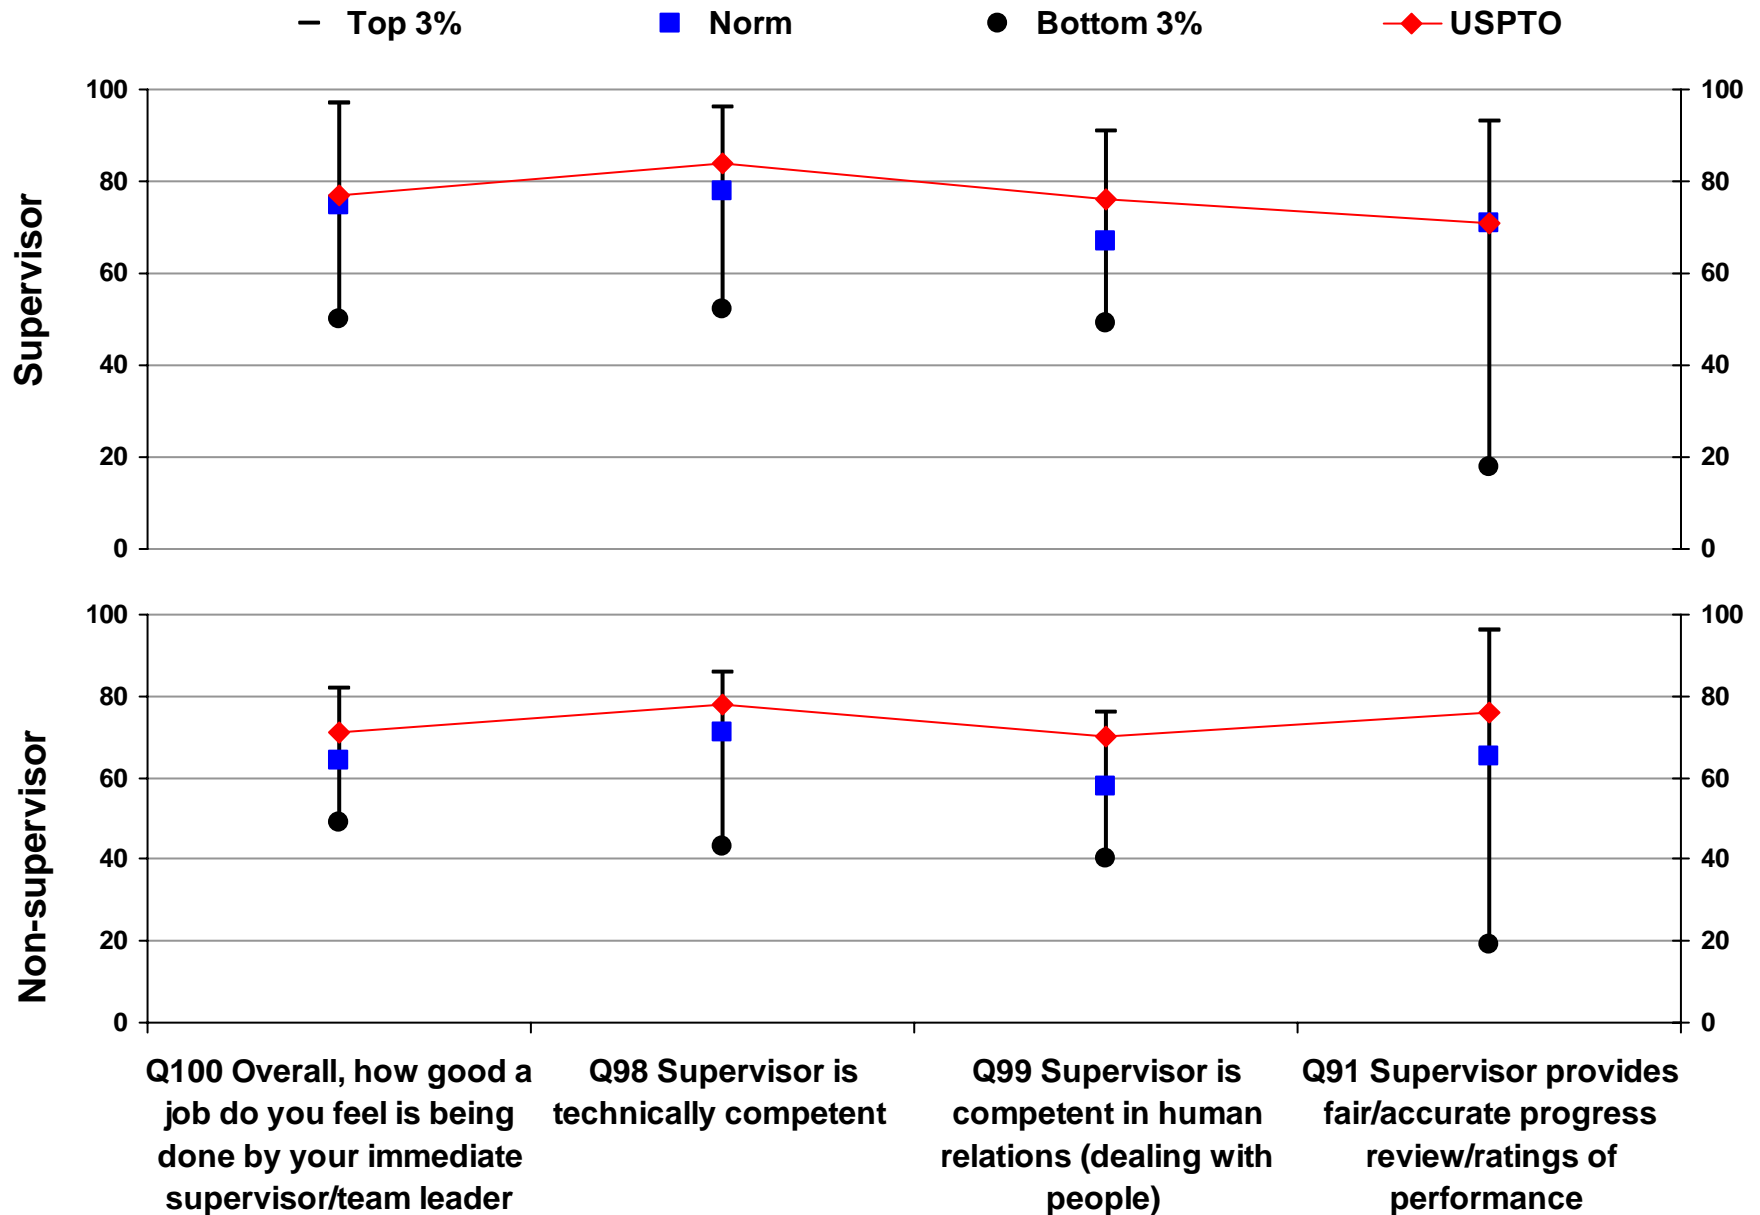 Top 3%
Norm
Bottom 3%
USPTO
Supervisor
100
80
60
40
20
0
100
80
60
40
20
0
Non-supervisor
100
80
60
40
20
0
100
80
60
40
20
0
Q100 Overall, how good a
job do you feel is being
done by your immediate
supervisor/team leader
Q98 Supervisor is
technically competent
Q99 Supervisor is
competent in human
relations (dealing with
people)
Q91 Supervisor provides
fair/accurate progress
review/ratings of
performance